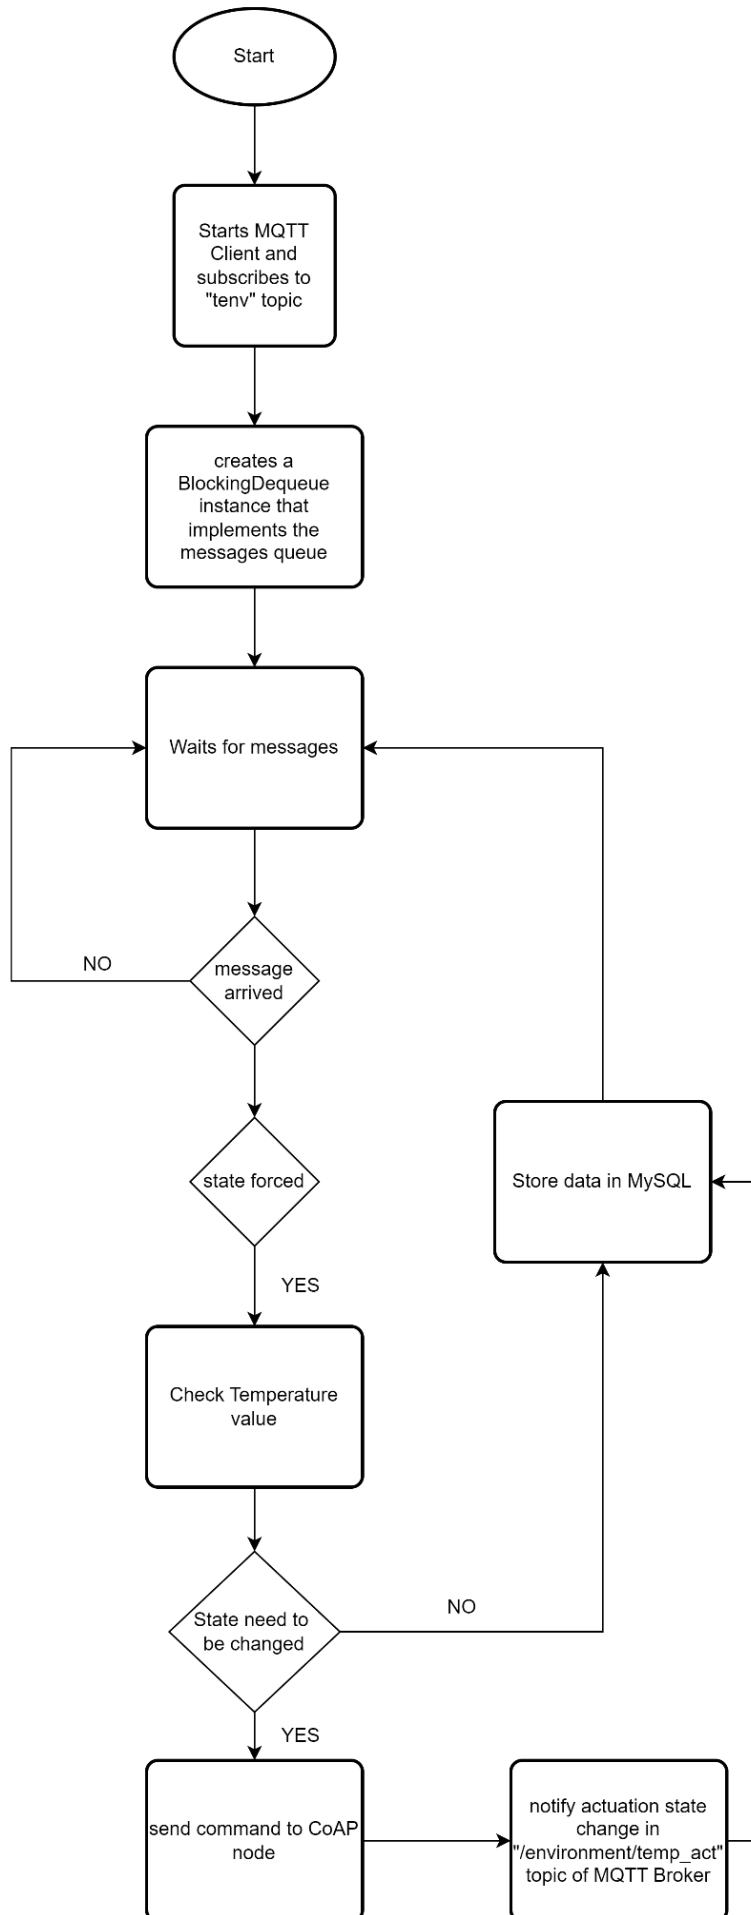 Start
Starts MQTT
Client and
subscribes to
"tenv" topic
creates a
BlockingDequeue
instance that
implements the
messages queue
Waits for messages
NO
message
arrived
state forced
Store data in MySQL
YES
Check Temperature
value
State need to
be changed
NO
YES
send command to CoAP
node
notify actuation state
change in
"/environment/temp_act"
topic of MQTT Broker